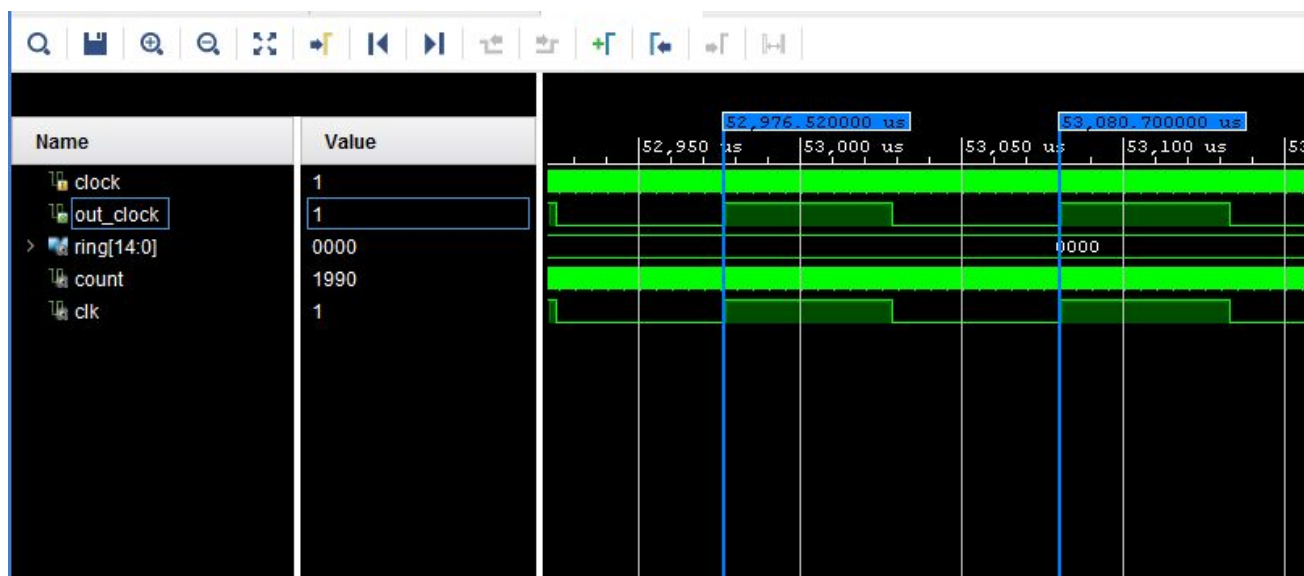 52,976.520000 us 53,080.700000 us
Name Value 52,950 us 53,000 us 53,050 us 53,100 us 53
clock 1
out_clock 1
ring[14:0] 0000 0000
count 1990
clk 1